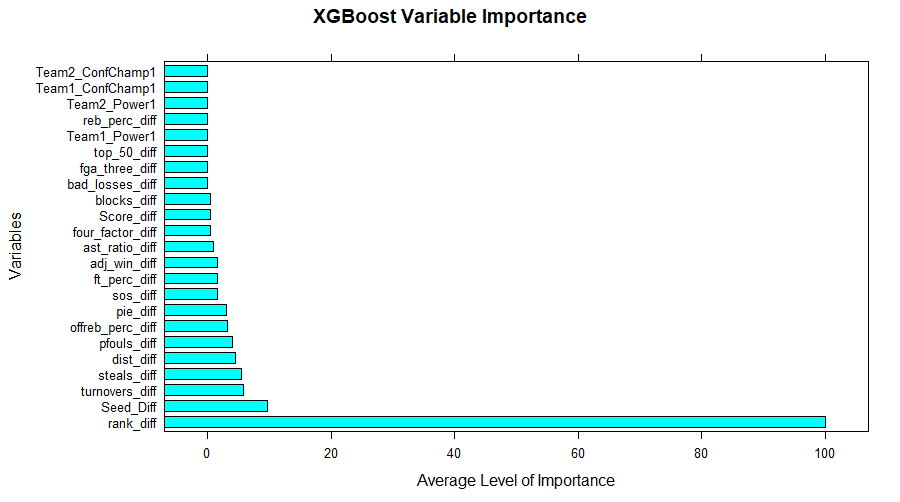 XGBoost Variable Importance
Variables
Team2_ConfChamp1
Team1_ConfChamp1
Team2_Power1
reb_perc_diff
Team1_Power1
top_50_diff
fga_three_diff
bad_losses_diff
blocks_diff
Score_diff
four_factor_diff
ast_ratio_diff
adj_win_diff
ft_perc_diff
sos_diff
pie_diff
offreb_perc_diff
pfouls_diff
dist_diff
steals_diff
turnovers_diff
Seed_Diff
rank_diff
0 20 40 60 80 100
Average Level of Importance